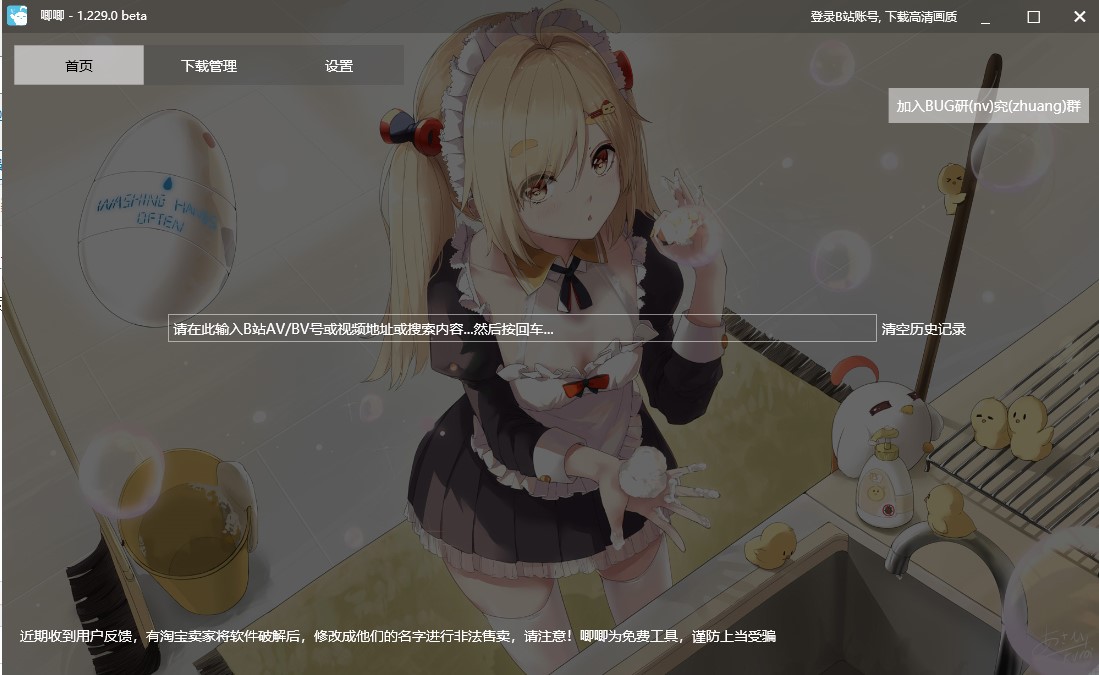 唧唧 - 1.229.0 beta
登录B站账号, 下载高清画质
首页
下载管理
设置
加入BUG研(nv)究(zhuang)群
WASHING HANDS
OFTEN
请在此输入B站AV/BV号或视频地址或搜索内容...然后按回车...
清空历史记录
近期收到用户反馈，有淘宝卖家将软件破解后，修改成他们的名字进行非法售卖，请注意！唧唧为免费工具，谨防上当受骗